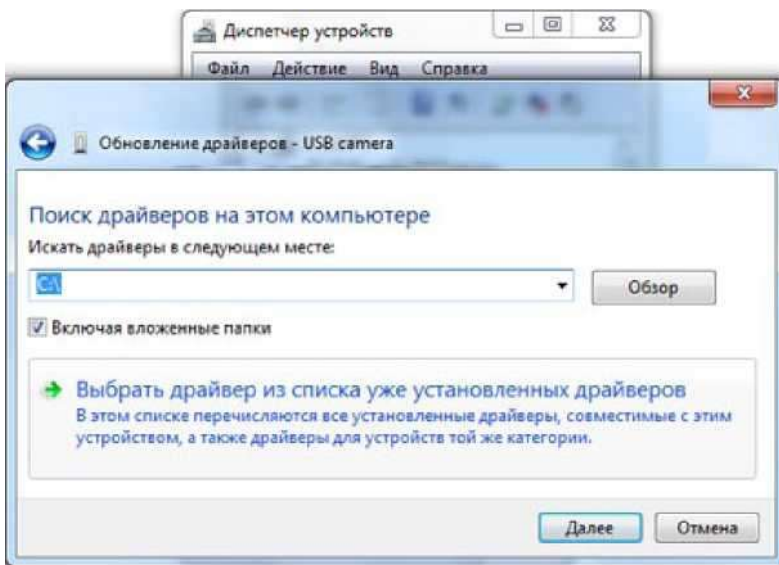 Диспетчер устройств
Файл Действие Вид Справка
Обновление драйверов - USB camera
Поиск драйверов на этом компьютере
Искать драйверы в следующем месте:
C:\
Обзор
Включая вложенные папки
Выбрать драйвер из списка уже установленных драйверов
В этом списке перечисляются все установленные драйверы, совместимые с этим
устройством, а также драйверы для устройств той же категории.
Далее
Отмена